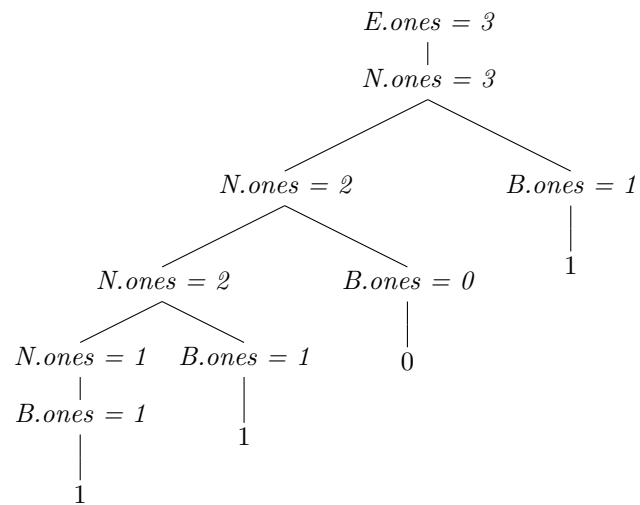 E.ones = 3
N.ones = 3
N.ones = 2 B.ones = 1
1
N.ones = 2 B.ones = 0
0
N.ones = 1 B.ones = 1
B.ones = 1
1
1